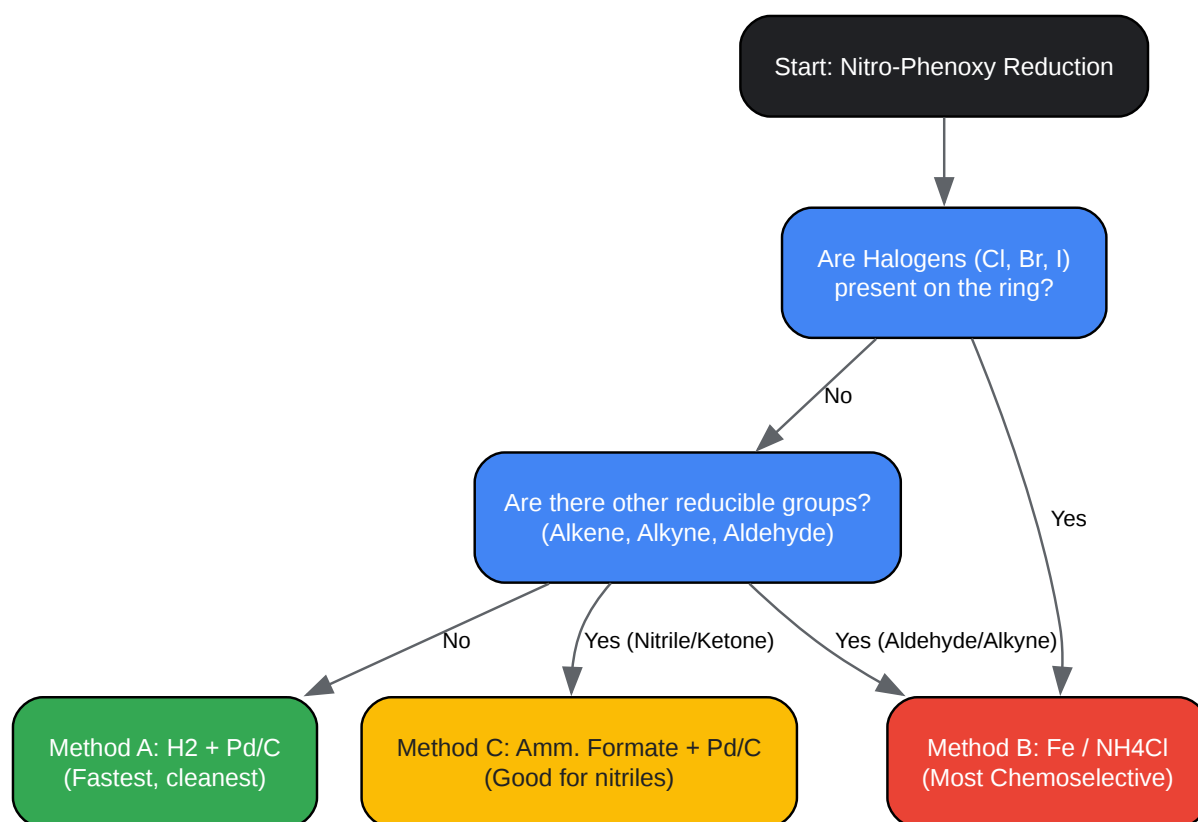 Start: Nitro-Phenoxy Reduction
Are Halogens (Cl, Br, I)
present on the ring?
No
Yes
Are there other reducible groups?
(Alkene, Alkyne, Aldehyde)
No
Yes (Nitrile/Ketone)
Yes (Aldehyde/Alkyne)
Method A: H2 + Pd/C
(Fastest, cleanest)
Method C: Amm. Formate + Pd/C
(Good for nitriles)
Method B: Fe / NH4Cl
(Most Chemoselective)